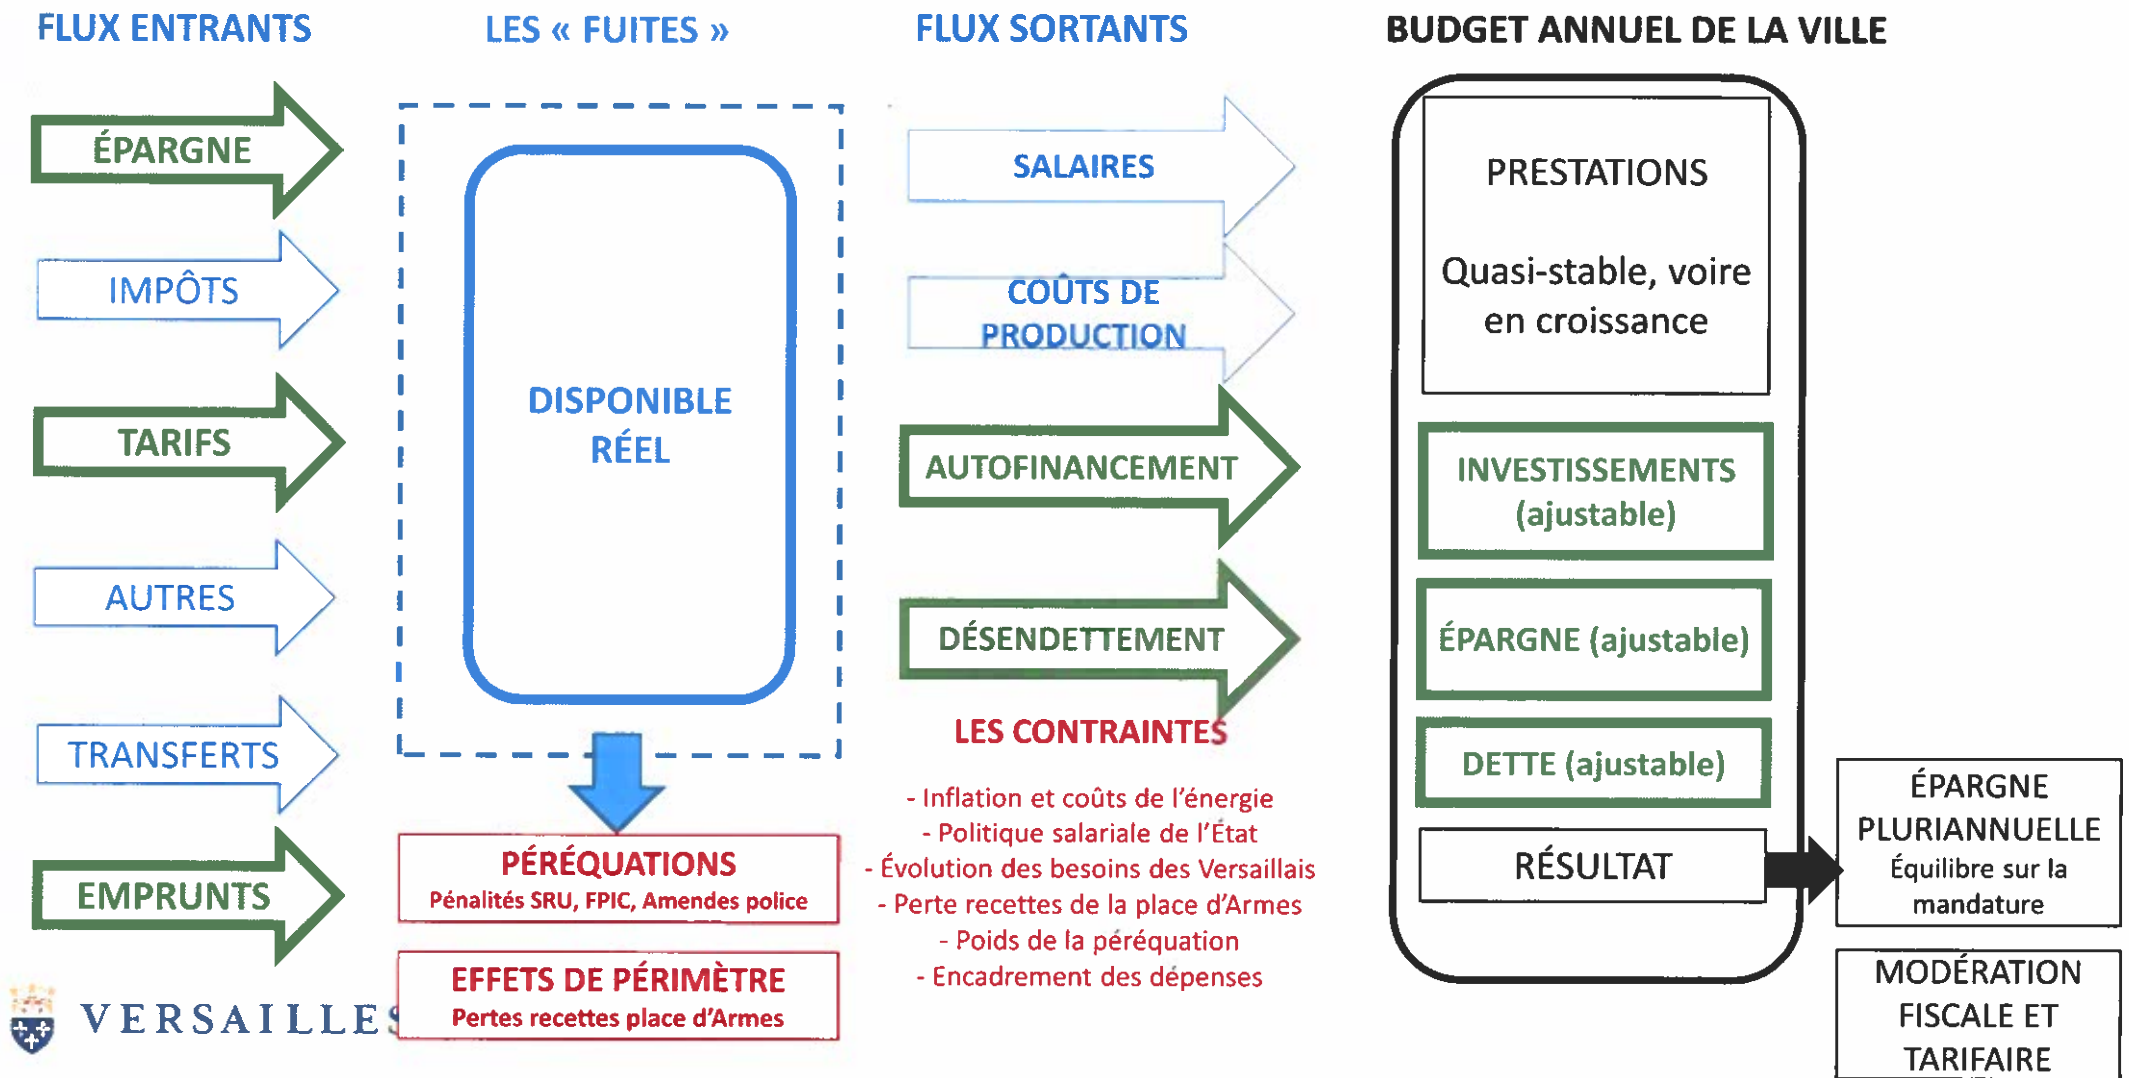 FLUX ENTRANTS
ÉPARGNE
IMPÔTS
TARIFS
AUTRES
TRANSFERTS
EMPRUNTS
VERSAILLES
LES « FUITES »
DISPONIBLE
RÉEL
PÉRÉQUATIONS
Pénalités SRU, FPIC, Amendes police
EFFETS DE PÉRIMÈTRE
Pertes recettes place d'Armes
FLUX SORTANTS
SALAIRES
COÛTS DE
PRODUCTION
AUTOFINANCEMENT
DÉSENDETTEMENT
LES CONTRAINTES
- Inflation et coûts de l'énergie
- Politique salariale de l'État
- Évolution des besoins des Versaillais
- Perte recettes de la place d'Armes
- Poids de la péréquation
- Encadrement des dépenses
BUDGET ANNUEL DE LA VILLE
PRESTATIONS
Quasi-stable, voire
en croissance
INVESTISSEMENTS
(ajustable)
ÉPARGNE (ajustable)
DETTE (ajustable)
RÉSULTAT
ÉPARGNE
PLURIANNUELLE
Équilibre sur la
mandature
MODÉRATION
FISCALE ET
TARIFAIRE